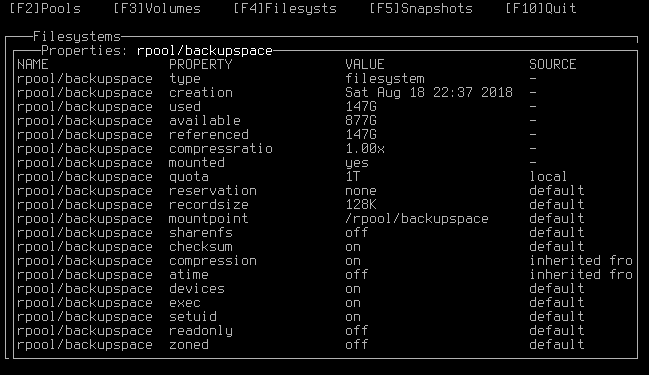 [F2]Pools [F3]Volumes [F4]Filesysts [F5]Snapshots [F10]Quit
Filesystems
Properties: rpool/backupspace
NAME PROPERTY VALUE SOURCE
rpool/backupspace type filesystem -
rpool/backupspace creation Sat Aug 18 22:37 2018 -
rpool/backupspace used 147G -
rpool/backupspace available 877G -
rpool/backupspace referenced 147G -
rpool/backupspace compressratio 1.00x -
rpool/backupspace mounted yes -
rpool/backupspace quota 1T local
rpool/backupspace reservation none default
rpool/backupspace recordsize 128K default
rpool/backupspace mountpoint /rpool/backupspace default
rpool/backupspace sharenfs off default
rpool/backupspace checksum on default
rpool/backupspace compression on inherited fro
rpool/backupspace atime off inherited fro
rpool/backupspace devices on default
rpool/backupspace exec on default
rpool/backupspace setuid on default
rpool/backupspace readonly off default
rpool/backupspace zoned off default